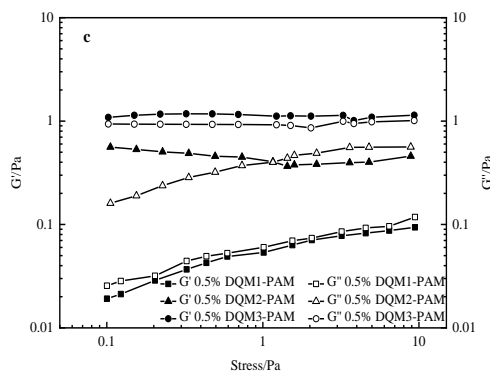 10
10
c
1
1
G'/Pa
G''/Pa
0.1
0.1
G' 0.5% DQM1-PAM
G'' 0.5% DQM1-PAM
G' 0.5% DQM2-PAM
G'' 0.5% DQM2-PAM
G' 0.5% DQM3-PAM
G'' 0.5% DQM3-PAM
0.01
0.01
0.1
1
10
Stress/Pa